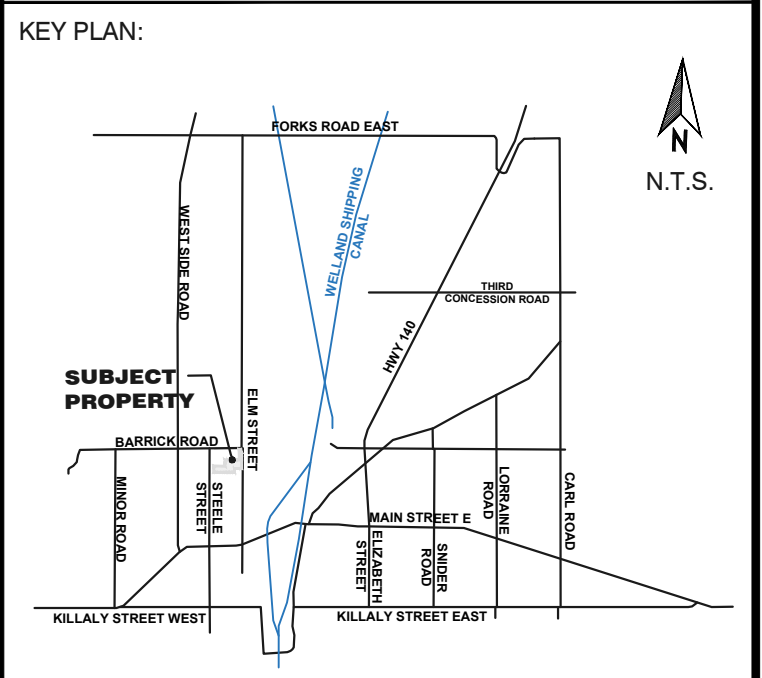 KEY PLAN:
N
N.T.S.
FORKS ROAD EAST
WELLAND SHIPPING
CANAL
WEST SIDE ROAD
THIRD
CONCESSION ROAD
HWY 140
SUBJECT
PROPERTY
ELM STREET
BARRICK ROAD
MINOR ROAD
STEELE
STREET
LORRAINE
ROAD
CARL ROAD
MAIN STREET E
ELIZABETH
STREET
SNIDER
ROAD
KILLALY STREET WEST
KILLALY STREET EAST